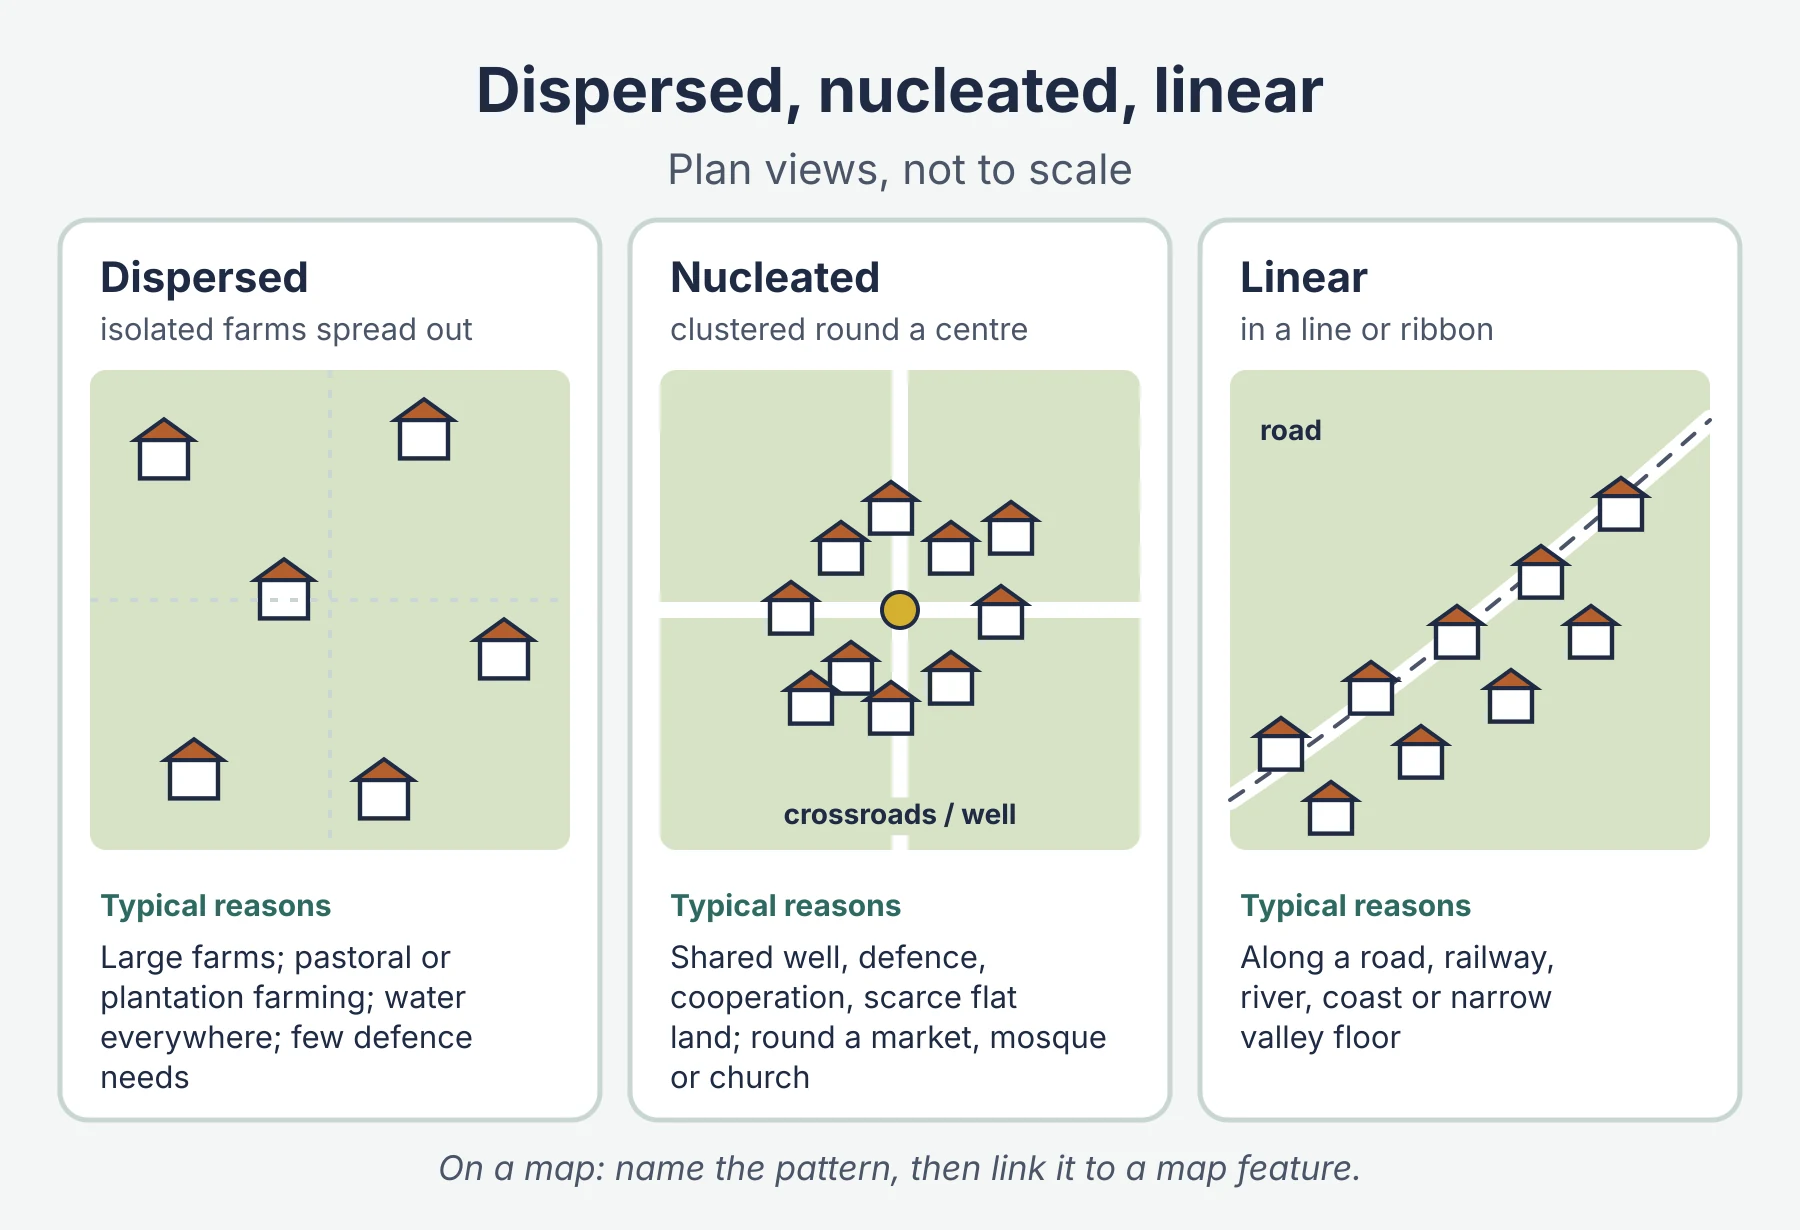 Dispersed, nucleated, linear
Plan views, not to scale
Dispersed
isolated farms spread out
Typical reasons
Large farms; pastoral or
plantation farming; water
everywhere; few defence
needs
Nucleated
clustered round a centre
crossroads / well
Typical reasons
Shared well, defence,
cooperation, scarce flat
land; round a market, mosque
or church
Linear
in a line or ribbon
road
Typical reasons
Along a road, railway,
river, coast or narrow
valley floor
On a map: name the pattern, then link it to a map feature.